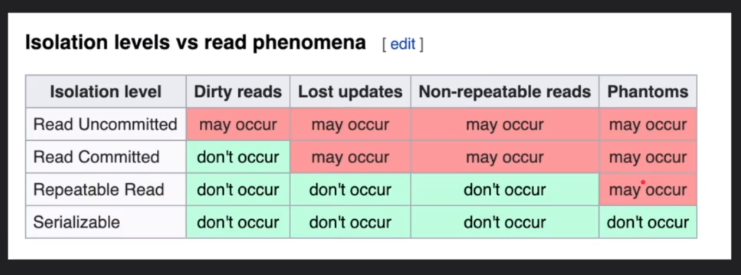 Isolation levels vs read phenomena [ edit ]
Isolation level Dirty reads Lost updates Non-repeatable reads Phantoms
Read Uncommitted may occur may occur may occur may occur
Read Committed don't occur may occur may occur may occur
Repeatable Read don't occur don't occur don't occur may occur
Serializable don't occur don't occur don't occur don't occur